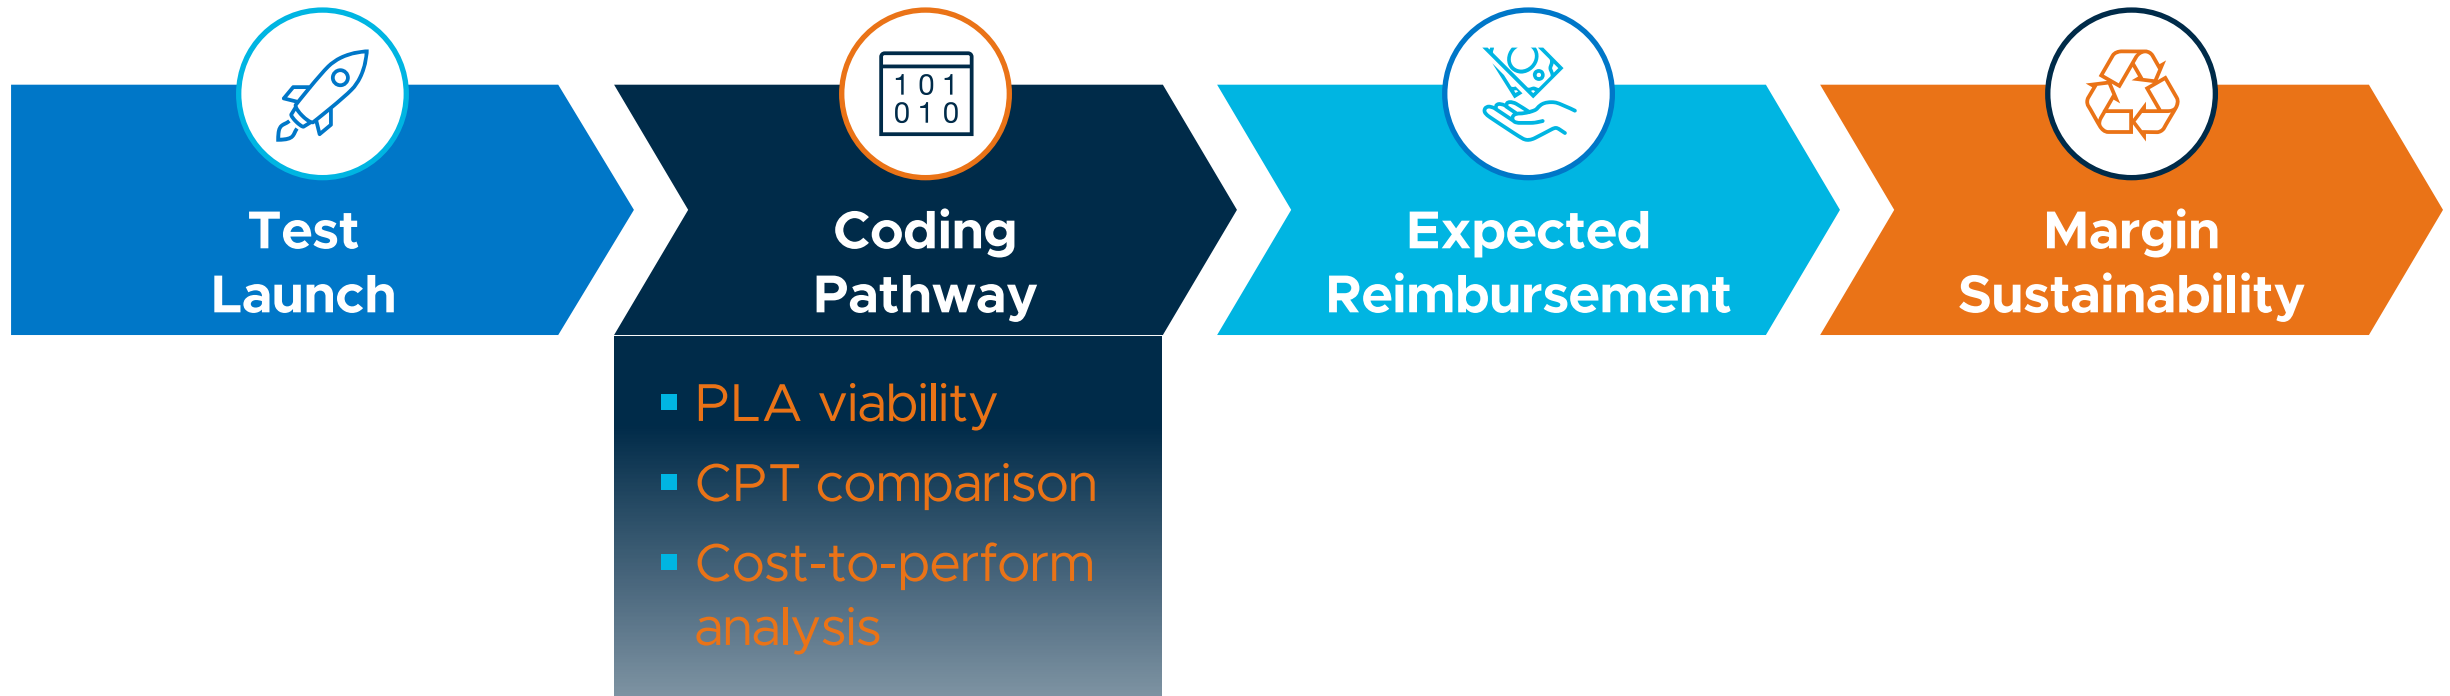 101
010
Test
Launch
Coding
Pathway
Expected
Reimbursement
Margin
Sustainability
PLA viability
CPT comparison
Cost-to-perform
analysis